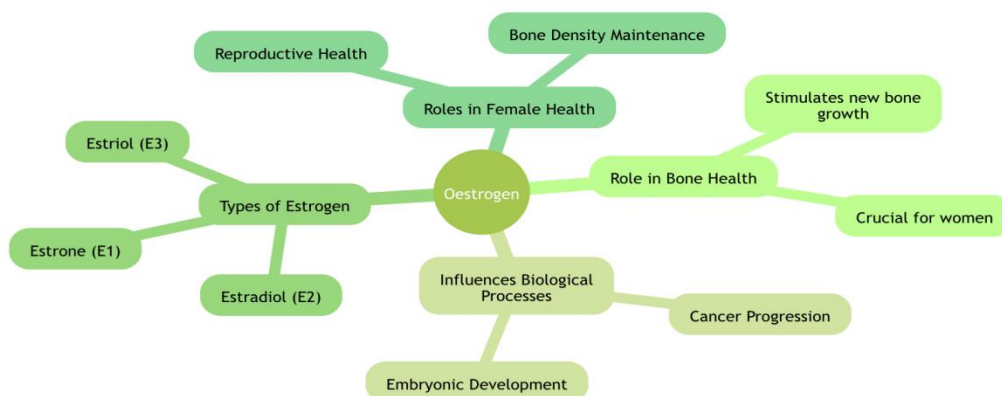 Bone Density Maintenance
Reproductive Health
Roles in Female Health
Stimulates new bone
growth
Estriol (E3)
Oestrogen
Role in Bone Health
Types of Estrogen
Crucial for women
Estrone (E1)
Influences Biological
Processes
Estradiol (E2)
Cancer Progression
Embryonic Development